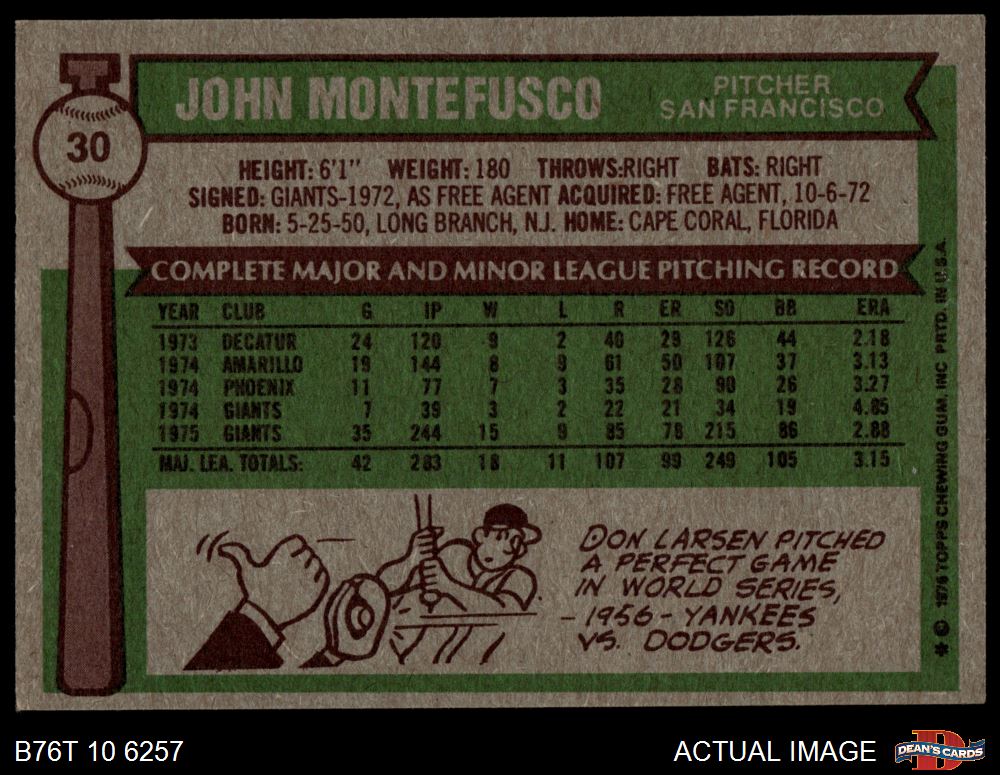 30
JOHN MONTEFUSCO
PITCHER
SAN FRANCISCO
HEIGHT: 6'1" WEIGHT: 180 THROWS:RIGHT BATS: RIGHT
SIGNED: GIANTS-1972, AS FREE AGENT ACQUIRED: FREE AGENT, 10-6-72
BORN: 5-25-50, LONG BRANCH, N.J. HOME: CAPE CORAL, FLORIDA
COMPLETE MAJOR AND MINOR LEAGUE PITCHING RECORD
YEAR CLUB G IP W L R ER SO BB ERA
1973 DECATUR 24 120 9 2 40 29 126 44 2.18
1974 AMARILLO 19 144 8 9 61 50 107 37 3.13
1974 PHOENIX 11 77 7 3 35 28 90 26 3.27
1974 GIANTS 7 39 3 2 22 21 34 19 4.85
1975 GIANTS 35 244 15 9 85 78 215 86 2.88
MAJ. LEA. TOTALS: 42 283 18 11 107 99 249 105 3.15
DON LARSEN PITCHED
A PERFECT GAME
IN WORLD SERIES,
-1956- YANKEES
VS. DODGERS.
* © 1976 TOPPS CHEWING GUM, INC PRTD. IN U.S.A.
B76T 10 6257
ACTUAL IMAGE
D
DEAN'S CARDS